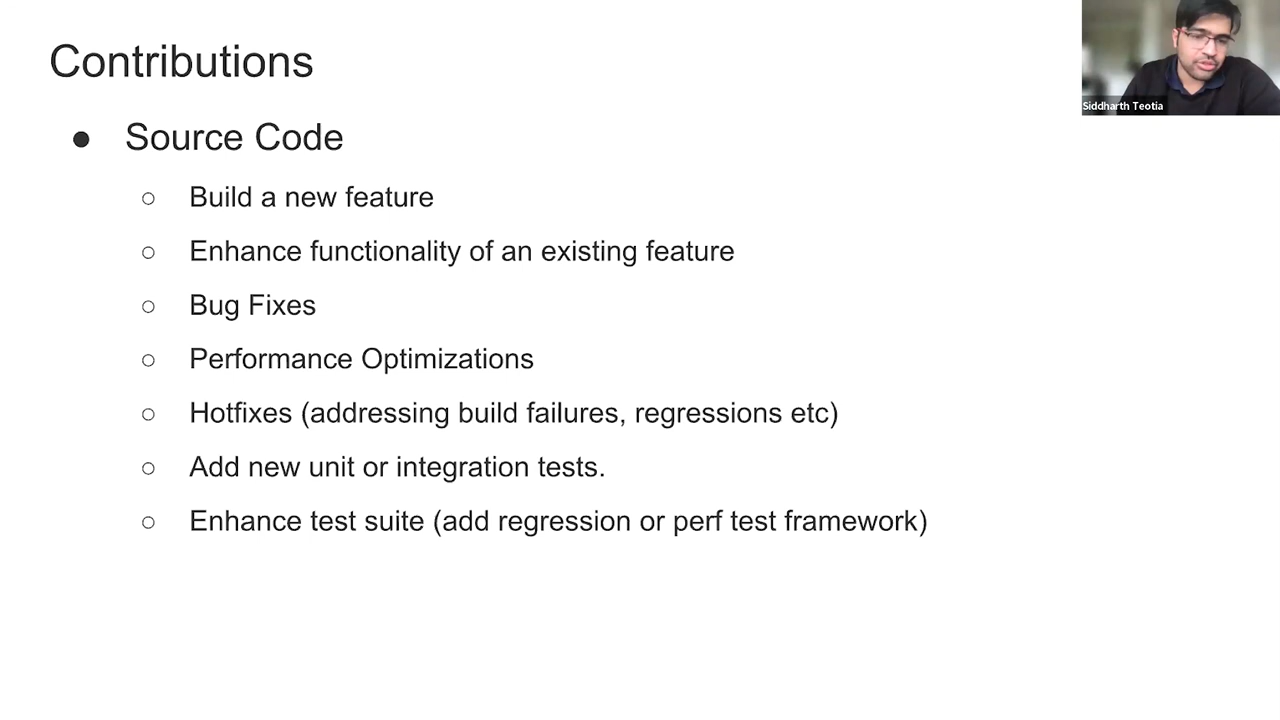 Contributions
● Source Code
○ Build a new feature
○ Enhance functionality of an existing feature
○ Bug Fixes
○ Performance Optimizations
○ Hotfixes (addressing build failures, regressions etc)
○ Add new unit or integration tests.
○ Enhance test suite (add regression or perf test framework)
Siddharth Teotia